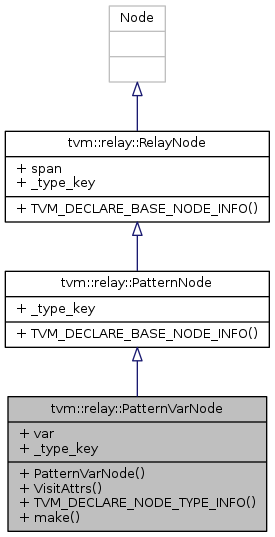 Node
tvm::relay::RelayNode
+ span
+ _type_key
+ TVM_DECLARE_BASE_NODE_INFO()
tvm::relay::PatternNode
+ _type_key
+ TVM_DECLARE_BASE_NODE_INFO()
tvm::relay::PatternVarNode
+ var
+ _type_key
+ PatternVarNode()
+ VisitAttrs()
+ TVM_DECLARE_NODE_TYPE_INFO()
+ make()